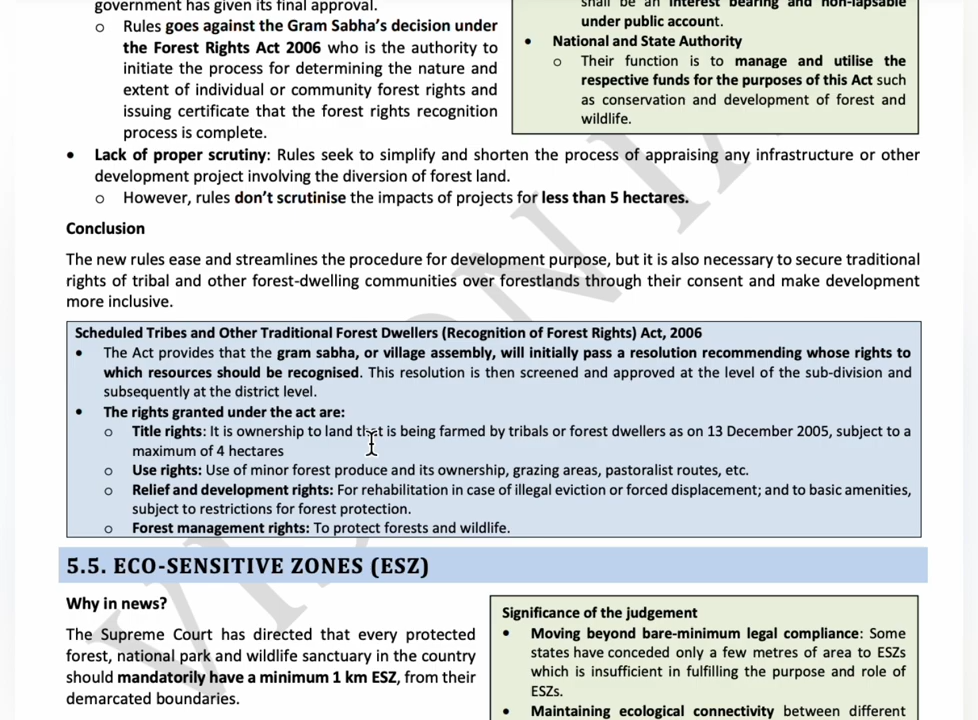 government has given its final approval.
o Rules goes against the Gram Sabha's decision under
the Forest Rights Act 2006 who is the authority to
initiate the process for determining the nature and
extent of individual or community forest rights and
issuing certificate that the forest rights recognition
process is complete.
shall be an interest bearing and non-lapsable
under public account.
• National and State Authority
o Their function is to manage and utilise the
respective funds for the purposes of this Act such
as conservation and development of forest and
wildlife.
• Lack of proper scrutiny: Rules seek to simplify and shorten the process of appraising any infrastructure or other
development project involving the diversion of forest land.
o However, rules don't scrutinise the impacts of projects for less than 5 hectares.
Conclusion
The new rules ease and streamlines the procedure for development purpose, but it is also necessary to secure traditional
rights of tribal and other forest-dwelling communities over forestlands through their consent and make development
more inclusive.
Scheduled Tribes and Other Traditional Forest Dwellers (Recognition of Forest Rights) Act, 2006
• The Act provides that the gram sabha, or village assembly, will initially pass a resolution recommending whose rights to
which resources should be recognised. This resolution is then screened and approved at the level of the sub-division and
subsequently at the district level.
• The rights granted under the act are:
o Title rights: It is ownership to land that is being farmed by tribals or forest dwellers as on 13 December 2005, subject to a
maximum of 4 hectares
o Use rights: Use of minor forest produce and its ownership, grazing areas, pastoralist routes, etc.
o Relief and development rights: For rehabilitation in case of illegal eviction or forced displacement; and to basic amenities,
subject to restrictions for forest protection.
o Forest management rights: To protect forests and wildlife.
5.5. ECO-SENSITIVE ZONES (ESZ)
Why in news?
The Supreme Court has directed that every protected
forest, national park and wildlife sanctuary in the country
should mandatorily have a minimum 1 km ESZ, from their
demarcated boundaries.
Significance of the judgement
• Moving beyond bare-minimum legal compliance: Some
states have conceded only a few metres of area to ESZs
which is insufficient in fulfilling the purpose and role of
ESZs.
• Maintaining ecological connectivity between different